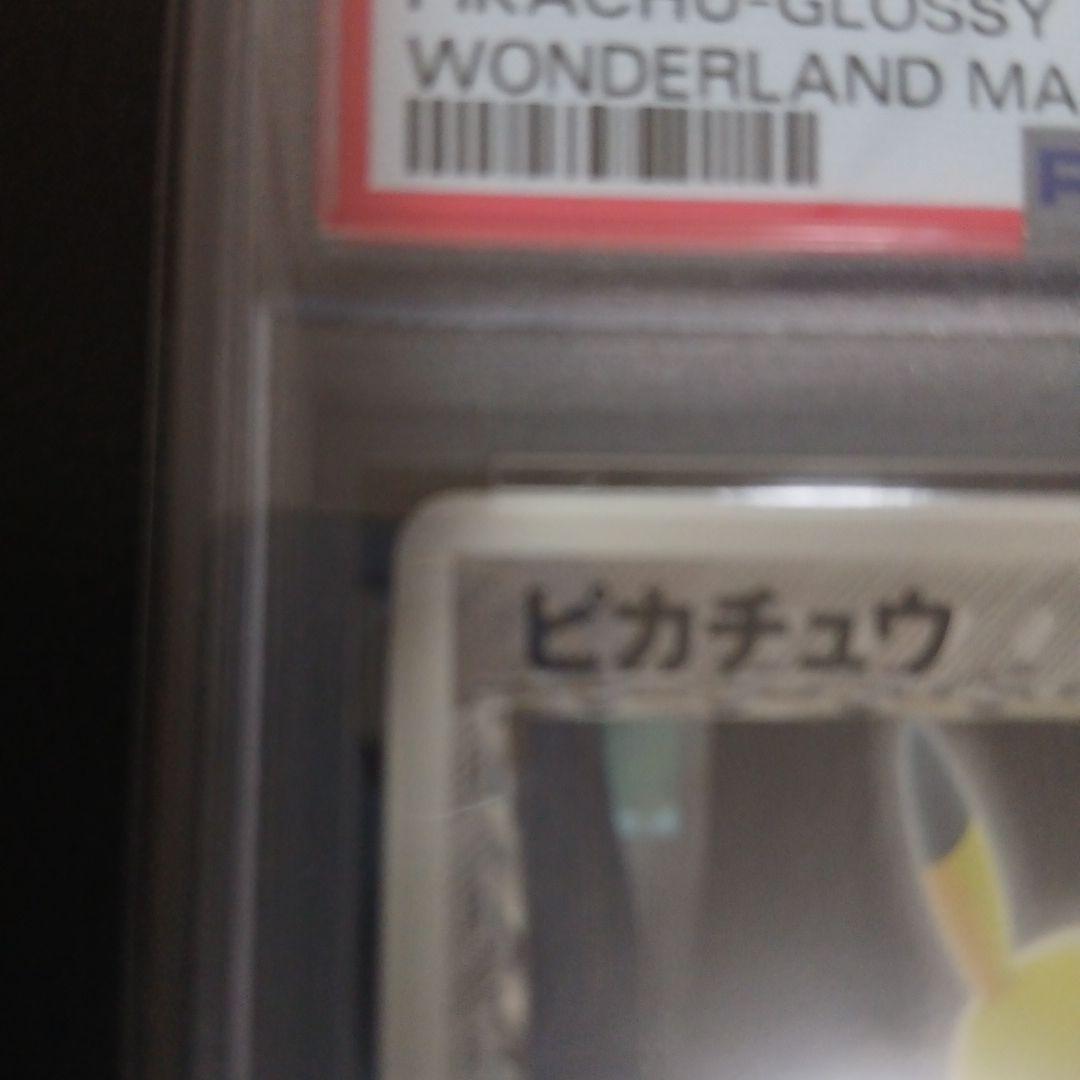 PIKACHU-GLOSSY
WONDERLAND MA
ピカチュウ